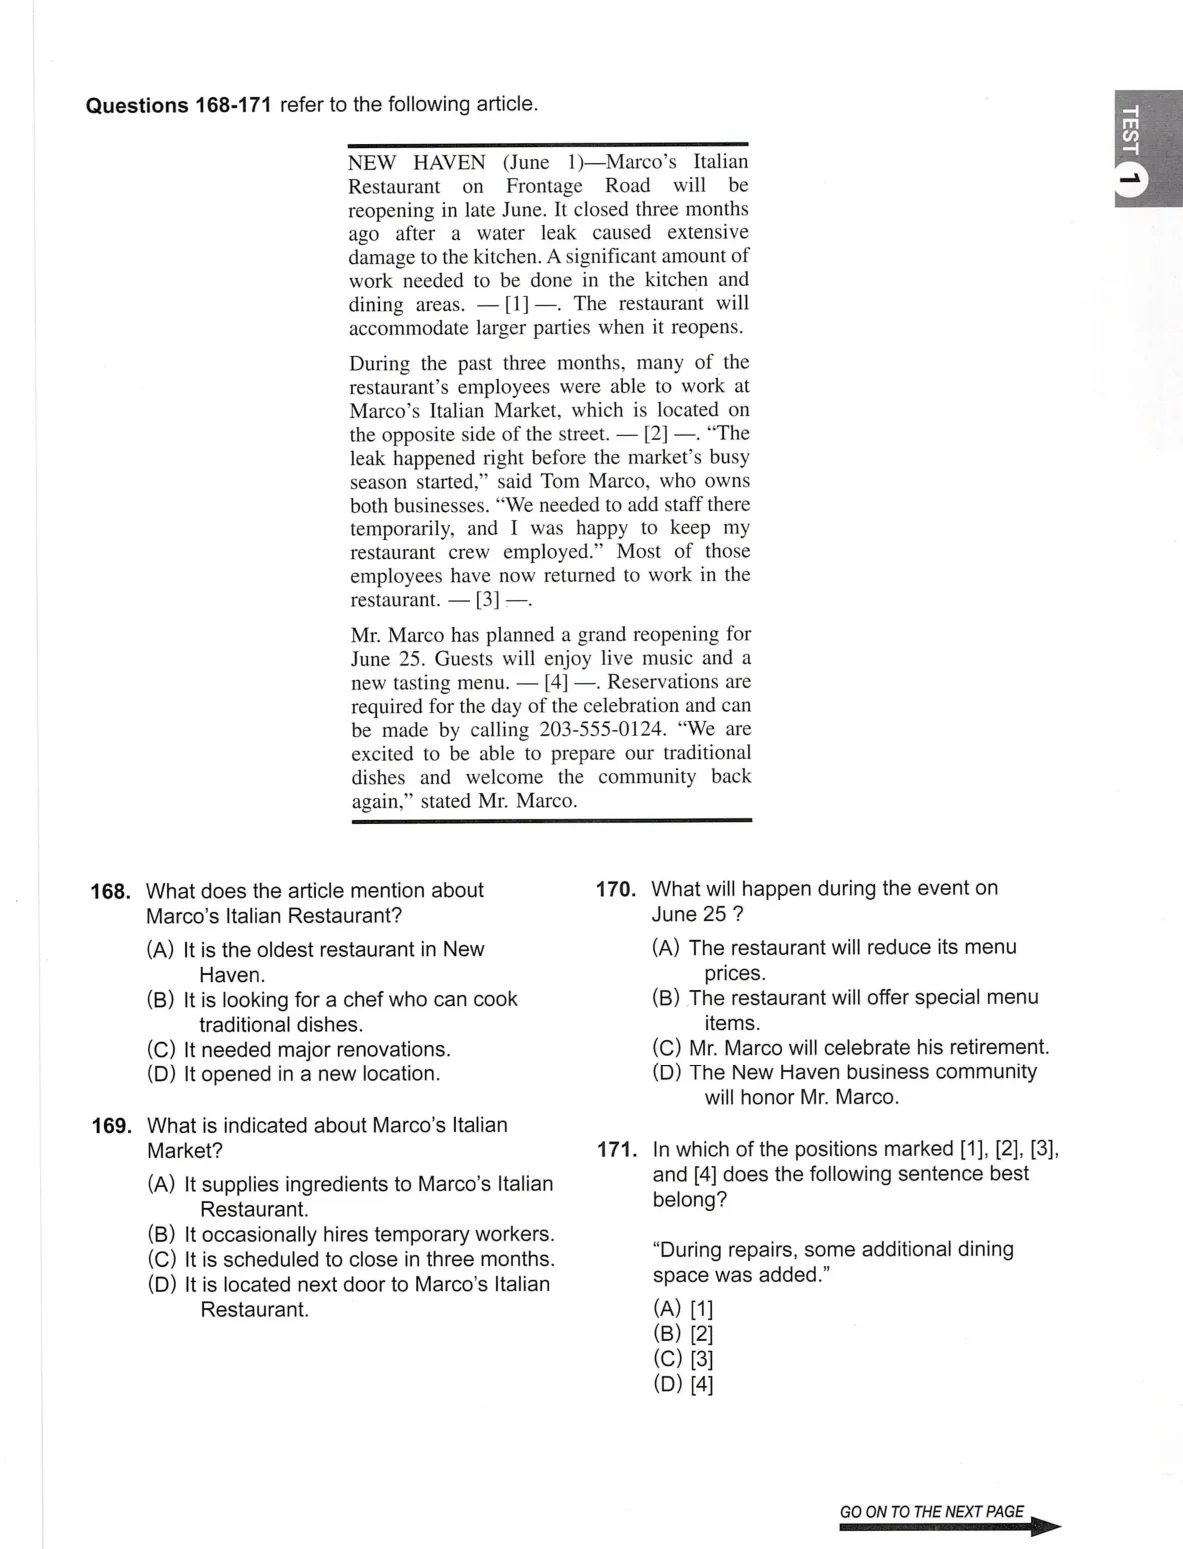 Questions 168-171 refer to the following article.
TEST 1
NEW HAVEN (June 1)—Marco's Italian
Restaurant on Frontage Road will be
reopening in late June. It closed three months
ago after a water leak caused extensive
damage to the kitchen. A significant amount of
work needed to be done in the kitchen and
dining areas. — [1] —. The restaurant will
accommodate larger parties when it reopens.
During the past three months, many of the
restaurant's employees were able to work at
Marco's Italian Market, which is located on
the opposite side of the street. — [2] —. “The
leak happened right before the market's busy
season started,” said Tom Marco, who owns
both businesses. “We needed to add staff there
temporarily, and I was happy to keep my
restaurant crew employed.” Most of those
employees have now returned to work in the
restaurant. — [3] —.
Mr. Marco has planned a grand reopening for
June 25. Guests will enjoy live music and a
new tasting menu. — [4] —. Reservations are
required for the day of the celebration and can
be made by calling 203-555-0124. “We are
excited to be able to prepare our traditional
dishes and welcome the community back
again,” stated Mr. Marco.
168. What does the article mention about
Marco's Italian Restaurant?
(A) It is the oldest restaurant in New
Haven.
(B) It is looking for a chef who can cook
traditional dishes.
(C) It needed major renovations.
(D) It opened in a new location.
169. What is indicated about Marco's Italian
Market?
(A) It supplies ingredients to Marco's Italian
Restaurant.
(B) It occasionally hires temporary workers.
(C) It is scheduled to close in three months.
(D) It is located next door to Marco's Italian
Restaurant.
170. What will happen during the event on
June 25 ?
(A) The restaurant will reduce its menu
prices.
(B) The restaurant will offer special menu
items.
(C) Mr. Marco will celebrate his retirement.
(D) The New Haven business community
will honor Mr. Marco.
171. In which of the positions marked [1], [2], [3],
and [4] does the following sentence best
belong?
“During repairs, some additional dining
space was added.”
(A) [1]
(B) [2]
(C) [3]
(D) [4]
GO ON TO THE NEXT PAGE